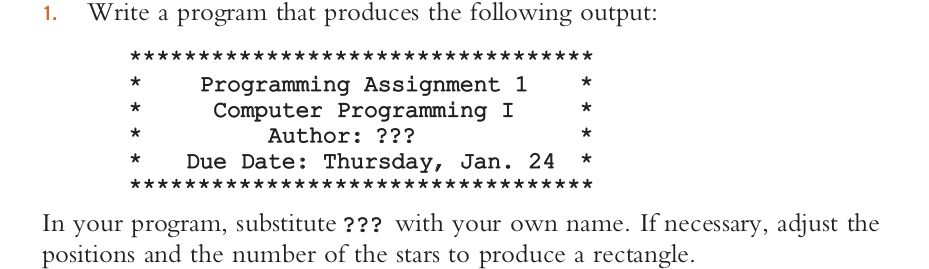 1. Write a program that produces the following output:
**********************************
*    Programming Assignment 1    *
*     Computer Programming I     *
*         Author: ???            *
*   Due Date: Thursday, Jan. 24  *
**********************************
In your program, substitute ??? with your own name. If necessary, adjust the
positions and the number of the stars to produce a rectangle.